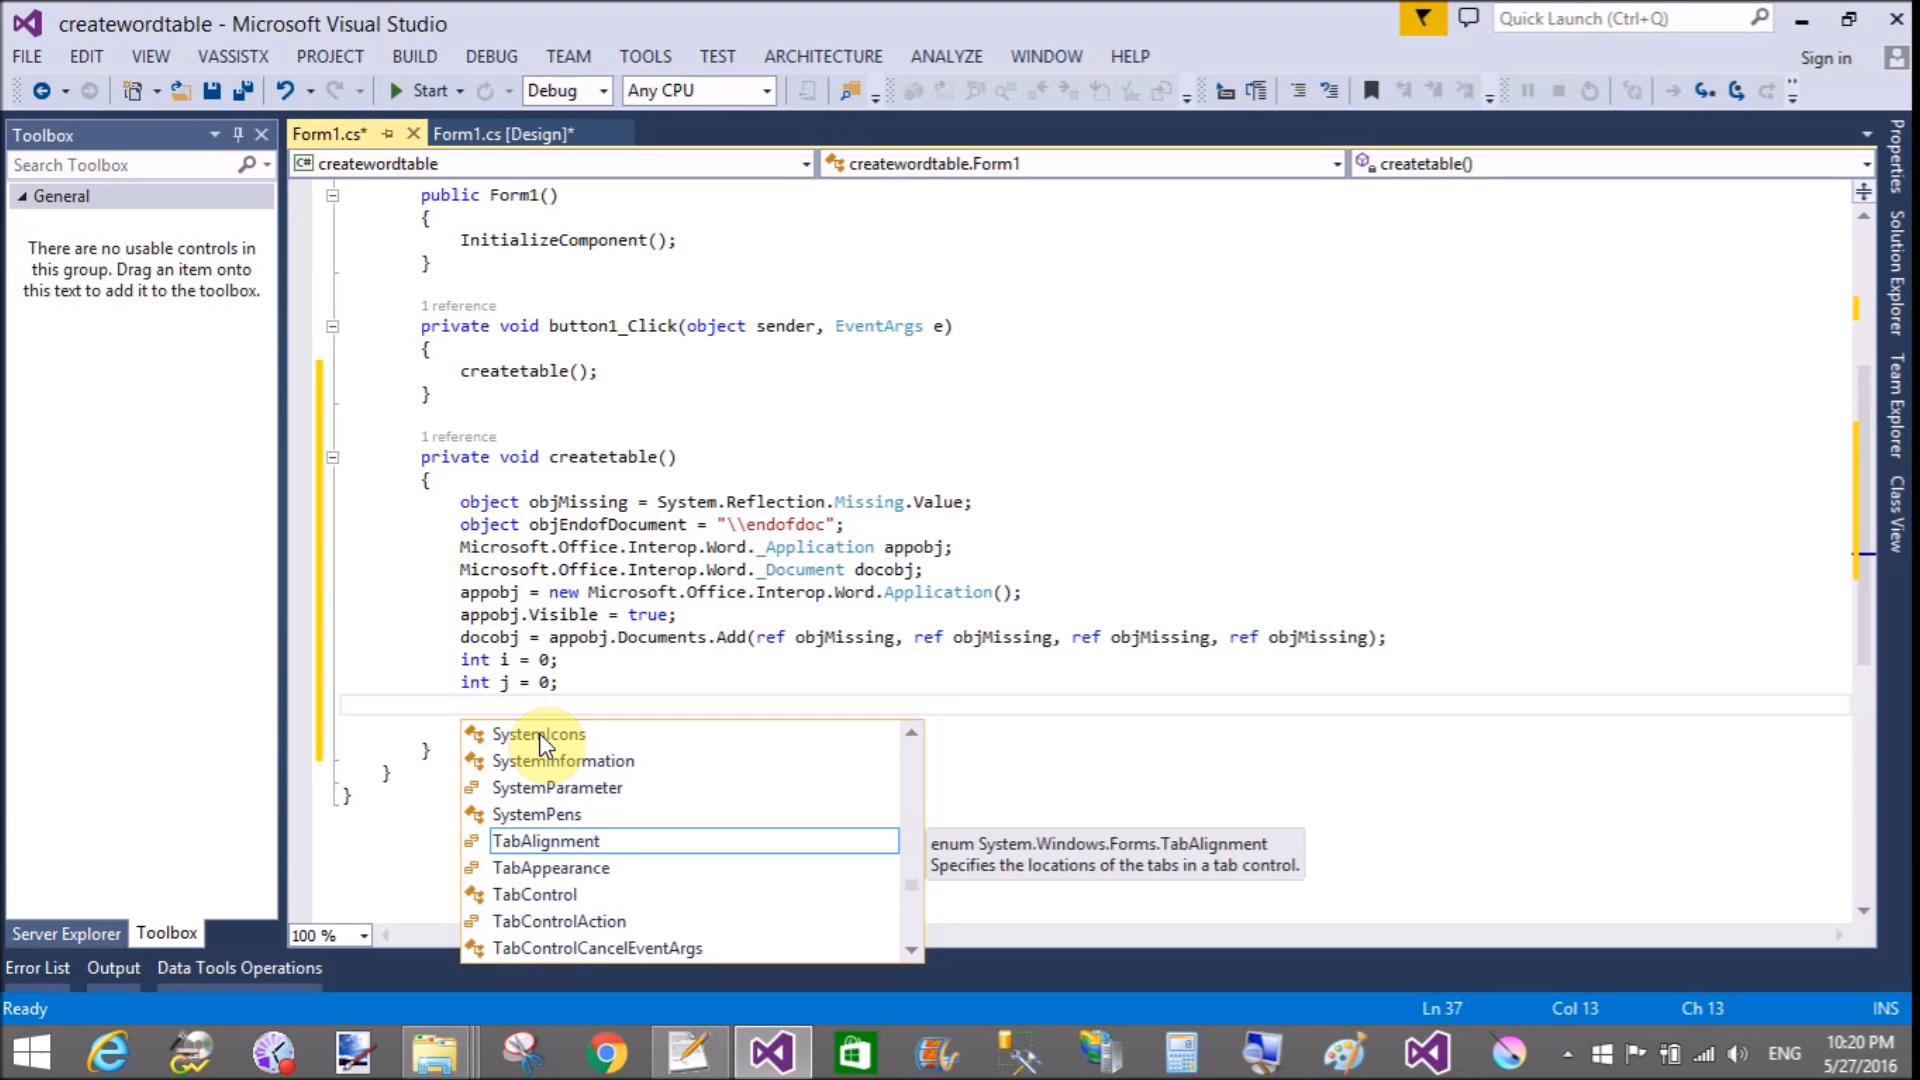 createwordtable - Microsoft Visual Studio
Quick Launch (Ctrl+Q)
FILE EDIT VIEW VASSISTX PROJECT BUILD DEBUG TEAM TOOLS TEST ARCHITECTURE ANALYZE WINDOW HELP
Sign in
Start Debug Any CPU
Toolbox
Form1.cs* Form1.cs [Design]*
Search Toolbox
C# createwordtable createwordtable.Form1 createtable()
General
There are no usable controls in
this group. Drag an item onto
this text to add it to the toolbox.
public Form1()
{
InitializeComponent();
}
1 reference
private void button1_Click(object sender, EventArgs e)
{
createtable();
}
1 reference
private void createtable()
{
object objMissing = System.Reflection.Missing.Value;
object objEndofDocument = "\\endofdoc";
Microsoft.Office.Interop.Word._Application appobj;
Microsoft.Office.Interop.Word._Document docobj;
appobj = new Microsoft.Office.Interop.Word.Application();
appobj.Visible = true;
docobj = appobj.Documents.Add(ref objMissing, ref objMissing, ref objMissing, ref objMissing);
int i = 0;
int j = 0;
}
}
}
SystemIcons
SystemInformation
SystemParameter
SystemPens
TabAlignment
TabAppearance
TabControl
TabControlAction
TabControlCancelEventArgs
enum System.Windows.Forms.TabAlignment
Specifies the locations of the tabs in a tab control.
Properties
Solution Explorer
Team Explorer
Class View
Server Explorer Toolbox
100 %
Error List Output Data Tools Operations
Ready Ln 37 Col 13 Ch 13 INS
ENG
10:20 PM
5/27/2016